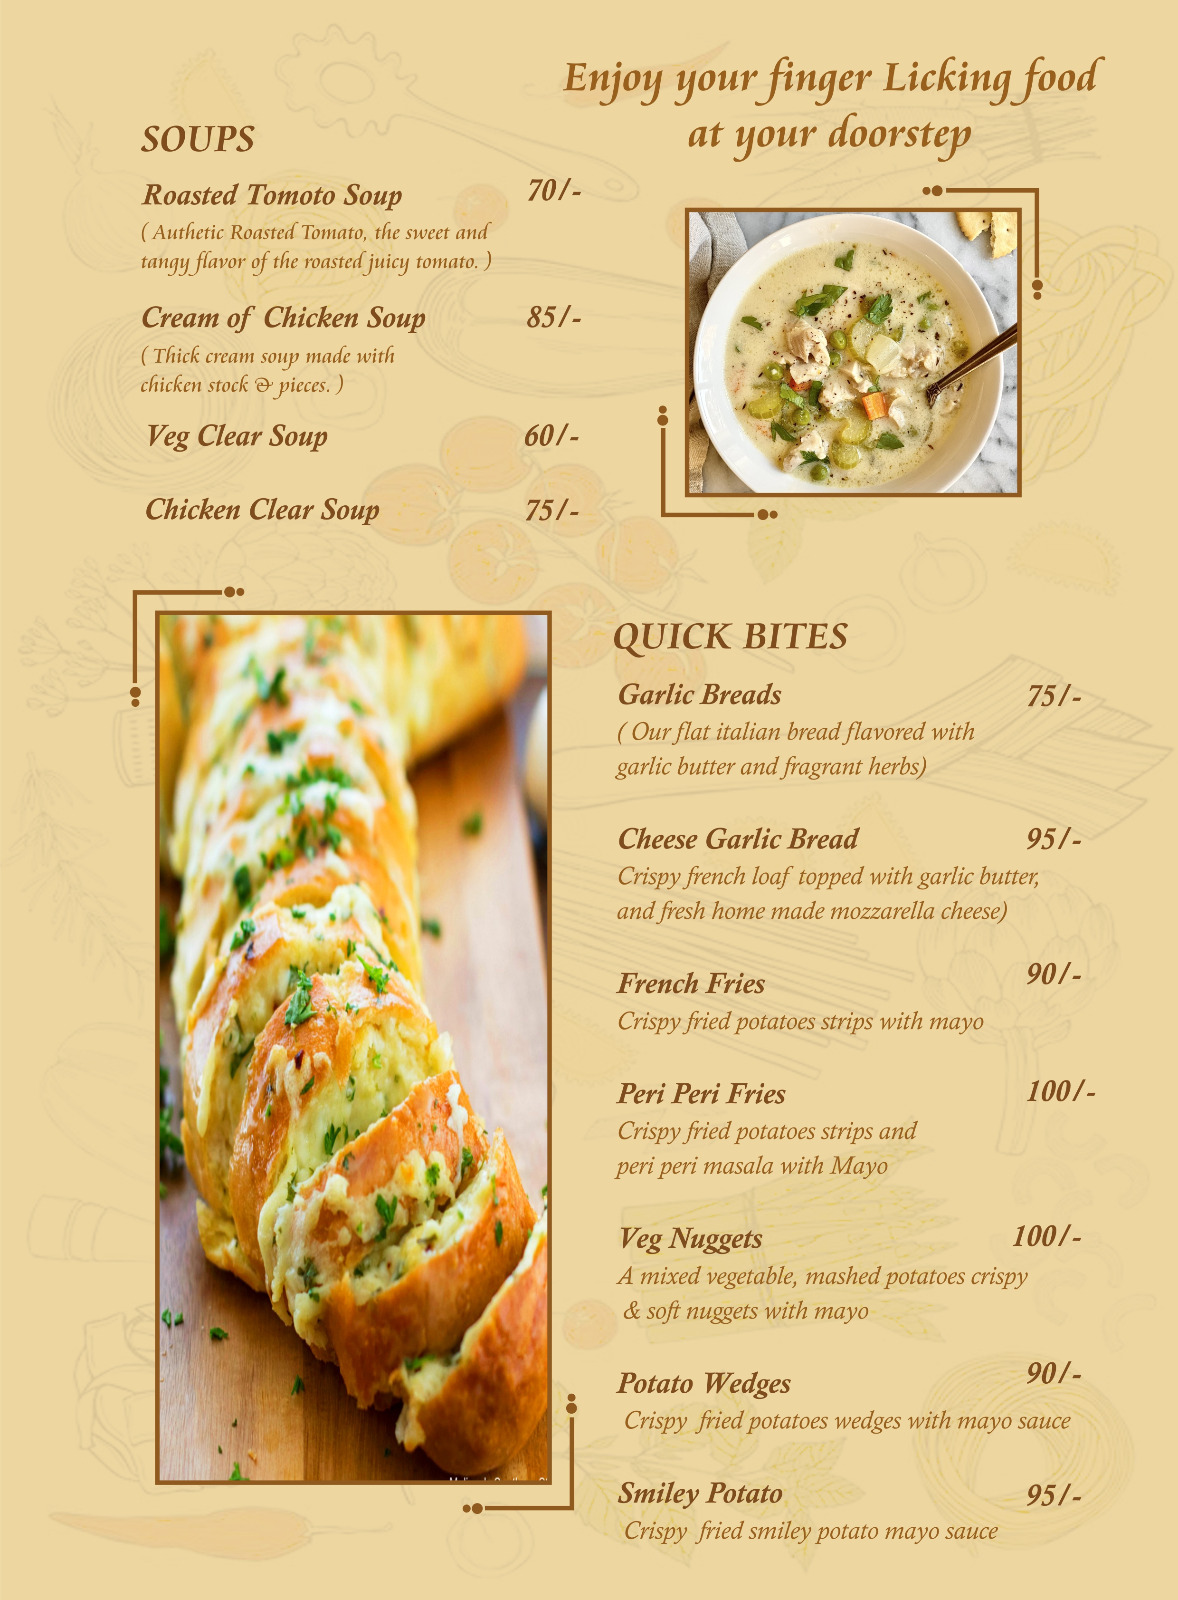 Enjoy your finger Licking food
at your doorstep
SOUPS
Roasted Tomoto Soup 70/-
( Authetic Roasted Tomato, the sweet and
tangy flavor of the roasted juicy tomato. )
Cream of Chicken Soup 85/-
( Thick cream soup made with
chicken stock & pieces. )
Veg Clear Soup 60/-
Chicken Clear Soup 75/-
QUICK BITES
Garlic Breads 75/-
( Our flat italian bread flavored with
garlic butter and fragrant herbs)
Cheese Garlic Bread 95/-
Crispy french loaf topped with garlic butter,
and fresh home made mozzarella cheese)
French Fries 90/-
Crispy fried potatoes strips with mayo
Peri Peri Fries 100/-
Crispy fried potatoes strips and
peri peri masala with Mayo
Veg Nuggets 100/-
A mixed vegetable, mashed potatoes crispy
& soft nuggets with mayo
Potato Wedges 90/-
Crispy fried potatoes wedges with mayo sauce
Smiley Potato 95/-
Crispy fried smiley potato mayo sauce